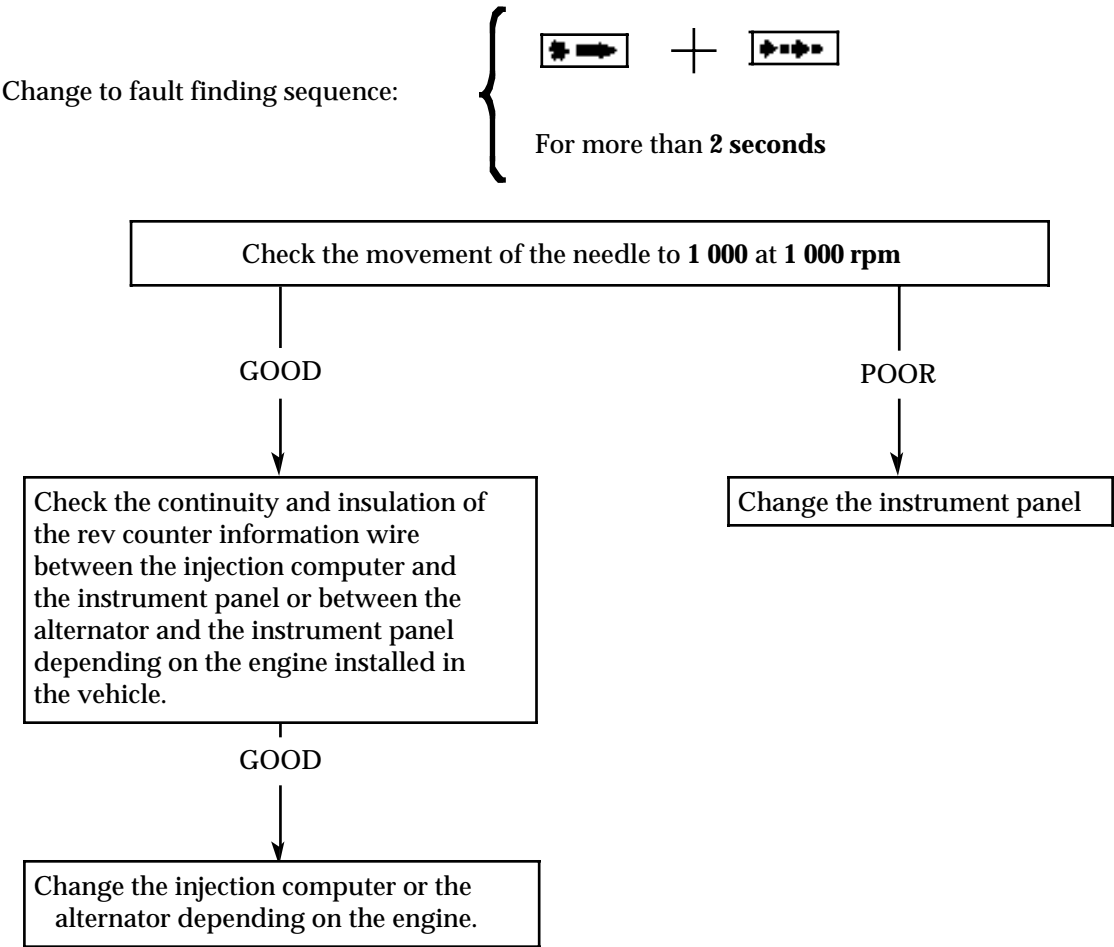 Change to fault finding sequence:
For more than 2 seconds
Check the movement of the needle to 1 000 at 1 000 rpm
GOOD
POOR
Check the continuity and insulation of
the rev counter information wire
between the injection computer and
the instrument panel or between the
alternator and the instrument panel
depending on the engine installed in
the vehicle.
Change the instrument panel
GOOD
Change the injection computer or the
alternator depending on the engine.